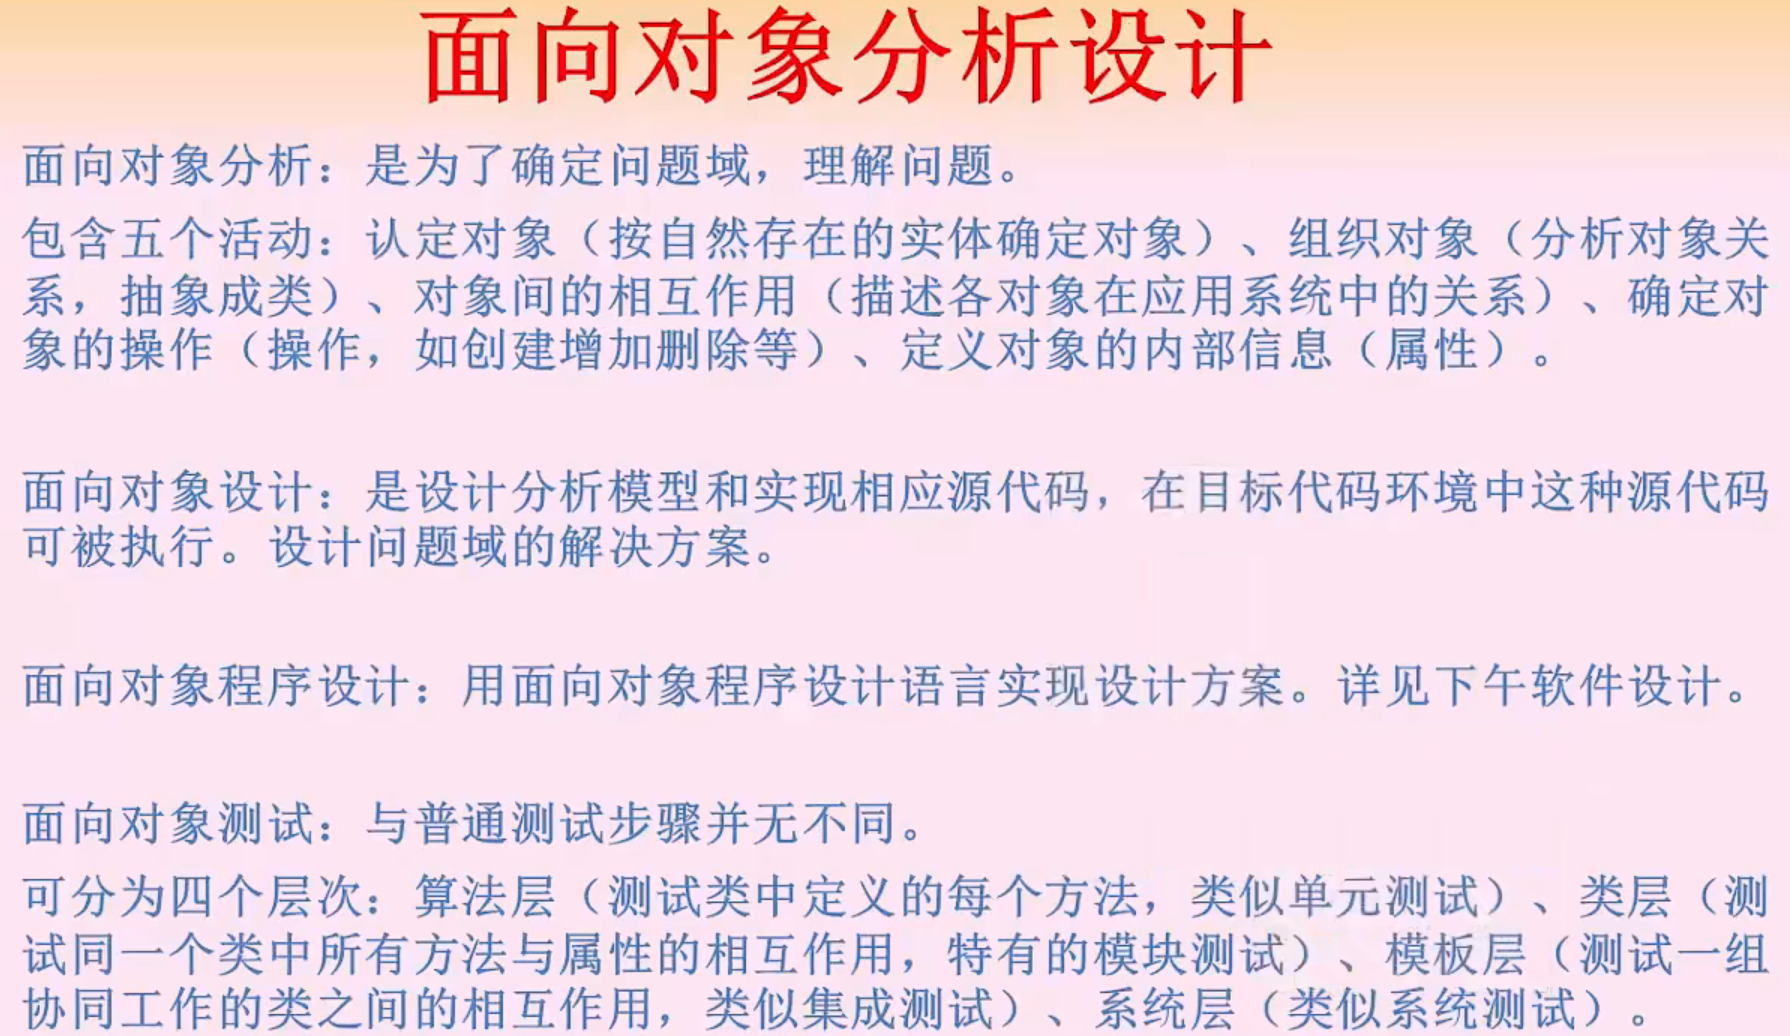 面向对象分析设计
面向对象分析：是为了确定问题域，理解问题。
包含五个活动：认定对象（按自然存在的实体确定对象）、组织对象（分析对象关
系，抽象成类）、对象间的相互作用（描述各对象在应用系统中的关系）、确定对
象的操作（操作，如创建增加删除等）、定义对象的内部信息（属性）。
面向对象设计：是设计分析模型和实现相应源代码，在目标代码环境中这种源代码
可被执行。设计问题域的解决方案。
面向对象程序设计：用面向对象程序设计语言实现设计方案。详见下午软件设计。
面向对象测试：与普通测试步骤并无不同。
可分为四个层次：算法层（测试类中定义的每个方法，类似单元测试）、类层（测
试同一个类中所有方法与属性的相互作用，特有的模块测试）、模板层（测试一组
协同工作的类之间的相互作用，类似集成测试）、系统层（类似系统测试）。